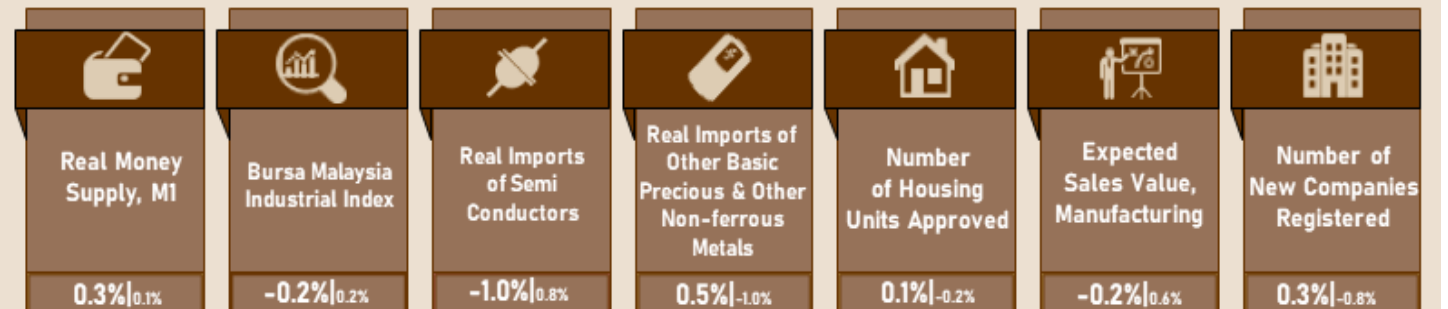 Real Money
Supply, M1
0.3%|0.1%
Bursa Malaysia
Industrial Index
-0.2%|0.2%
Real Imports
of Semi
Conductors
-1.0%|0.8%
Real Imports of
Other Basic
Precious & Other
Non-ferrous
Metals
0.5%|-1.0%
Number
of Housing
Units Approved
0.1%|-0.2%
Expected
Sales Value,
Manufacturing
-0.2%|0.6%
Number of
New Companies
Registered
0.3%|-0.8%